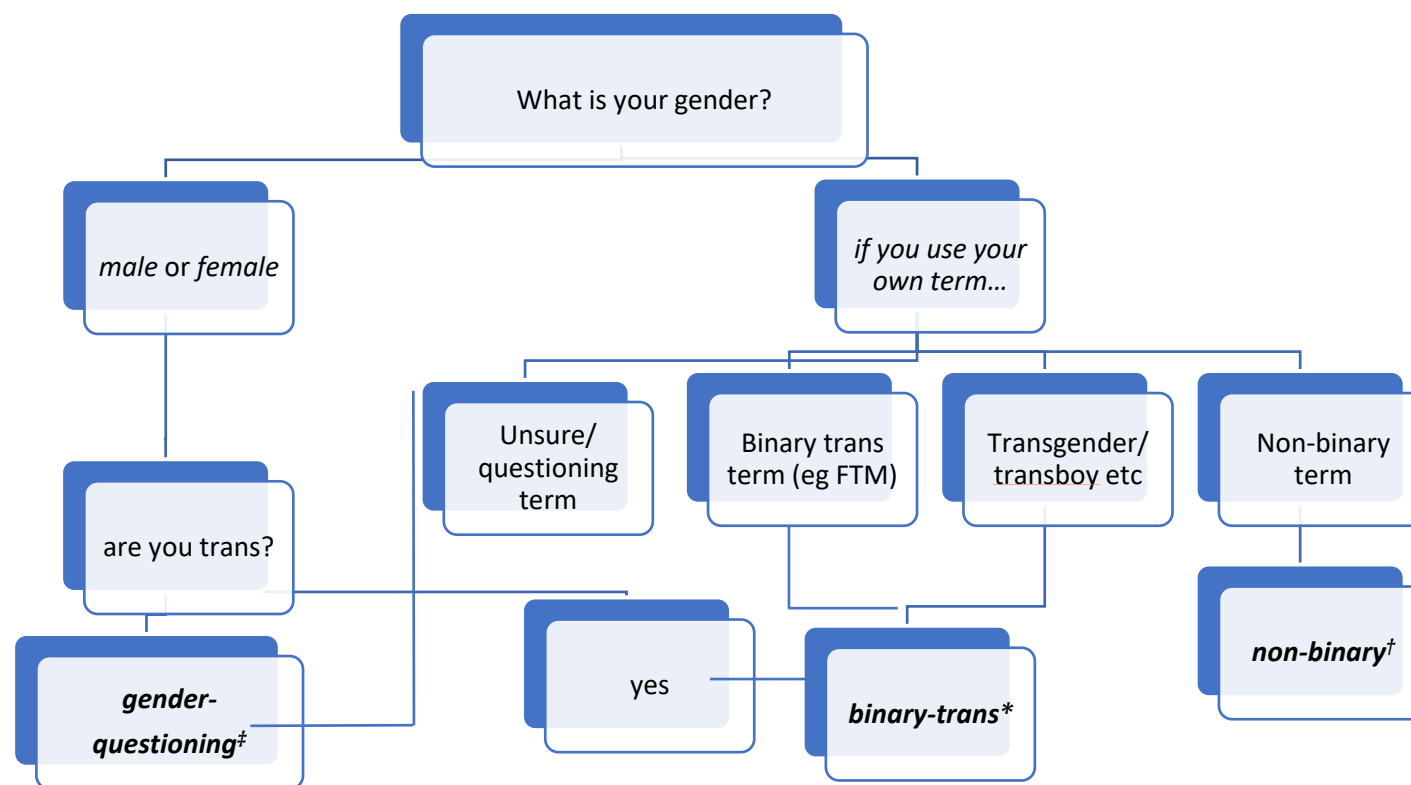 What is your gender?
male or female
if you use your
own term…
Unsure/
questioning
term
Binary trans
term (eg FTM)
Transgender/
transboy etc
Non-binary
term
are you trans?
gender-
questioning‡
yes
binary-trans*
non-binary†